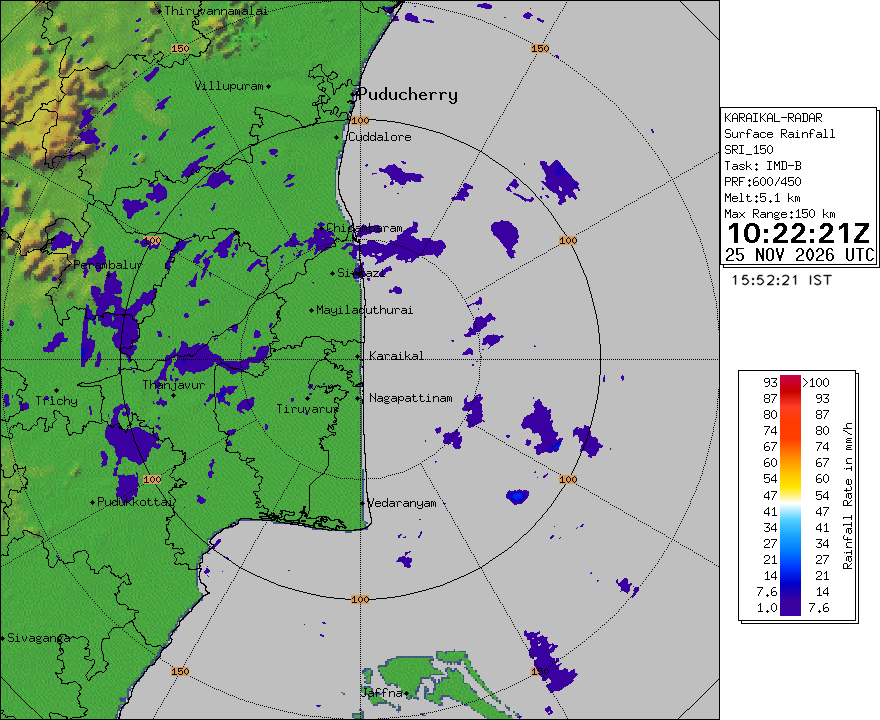 Thiruvannamalai
150
150
Villupuram
Puducherry
100
Cuddalore
Chidambaram
100
100
Perambalur
Sirkazi
Mayiladuthurai
Karaikal
Thanjavur
Trichy
Nagapattinam
Tiruyarur
100
100
Pudukkottai
Vedaranyam
100
Sivaganga
150
150
Jaffna
KARAIKAL-RADAR
Surface Rainfall
SRI_150
Task: IMD-B
PRF:600/450
Melt:5.1 km
Max Range:150 km
10:22:21Z
25 NOV 2026 UTC
15:52:21 IST
93 >100
87 93
80 87
74 80
67 74
60 67
54 60
47 54
41 47
34 41
27 34
21 27
14 21
7.6 14
1.0 7.6
Rainfall Rate in mm/h